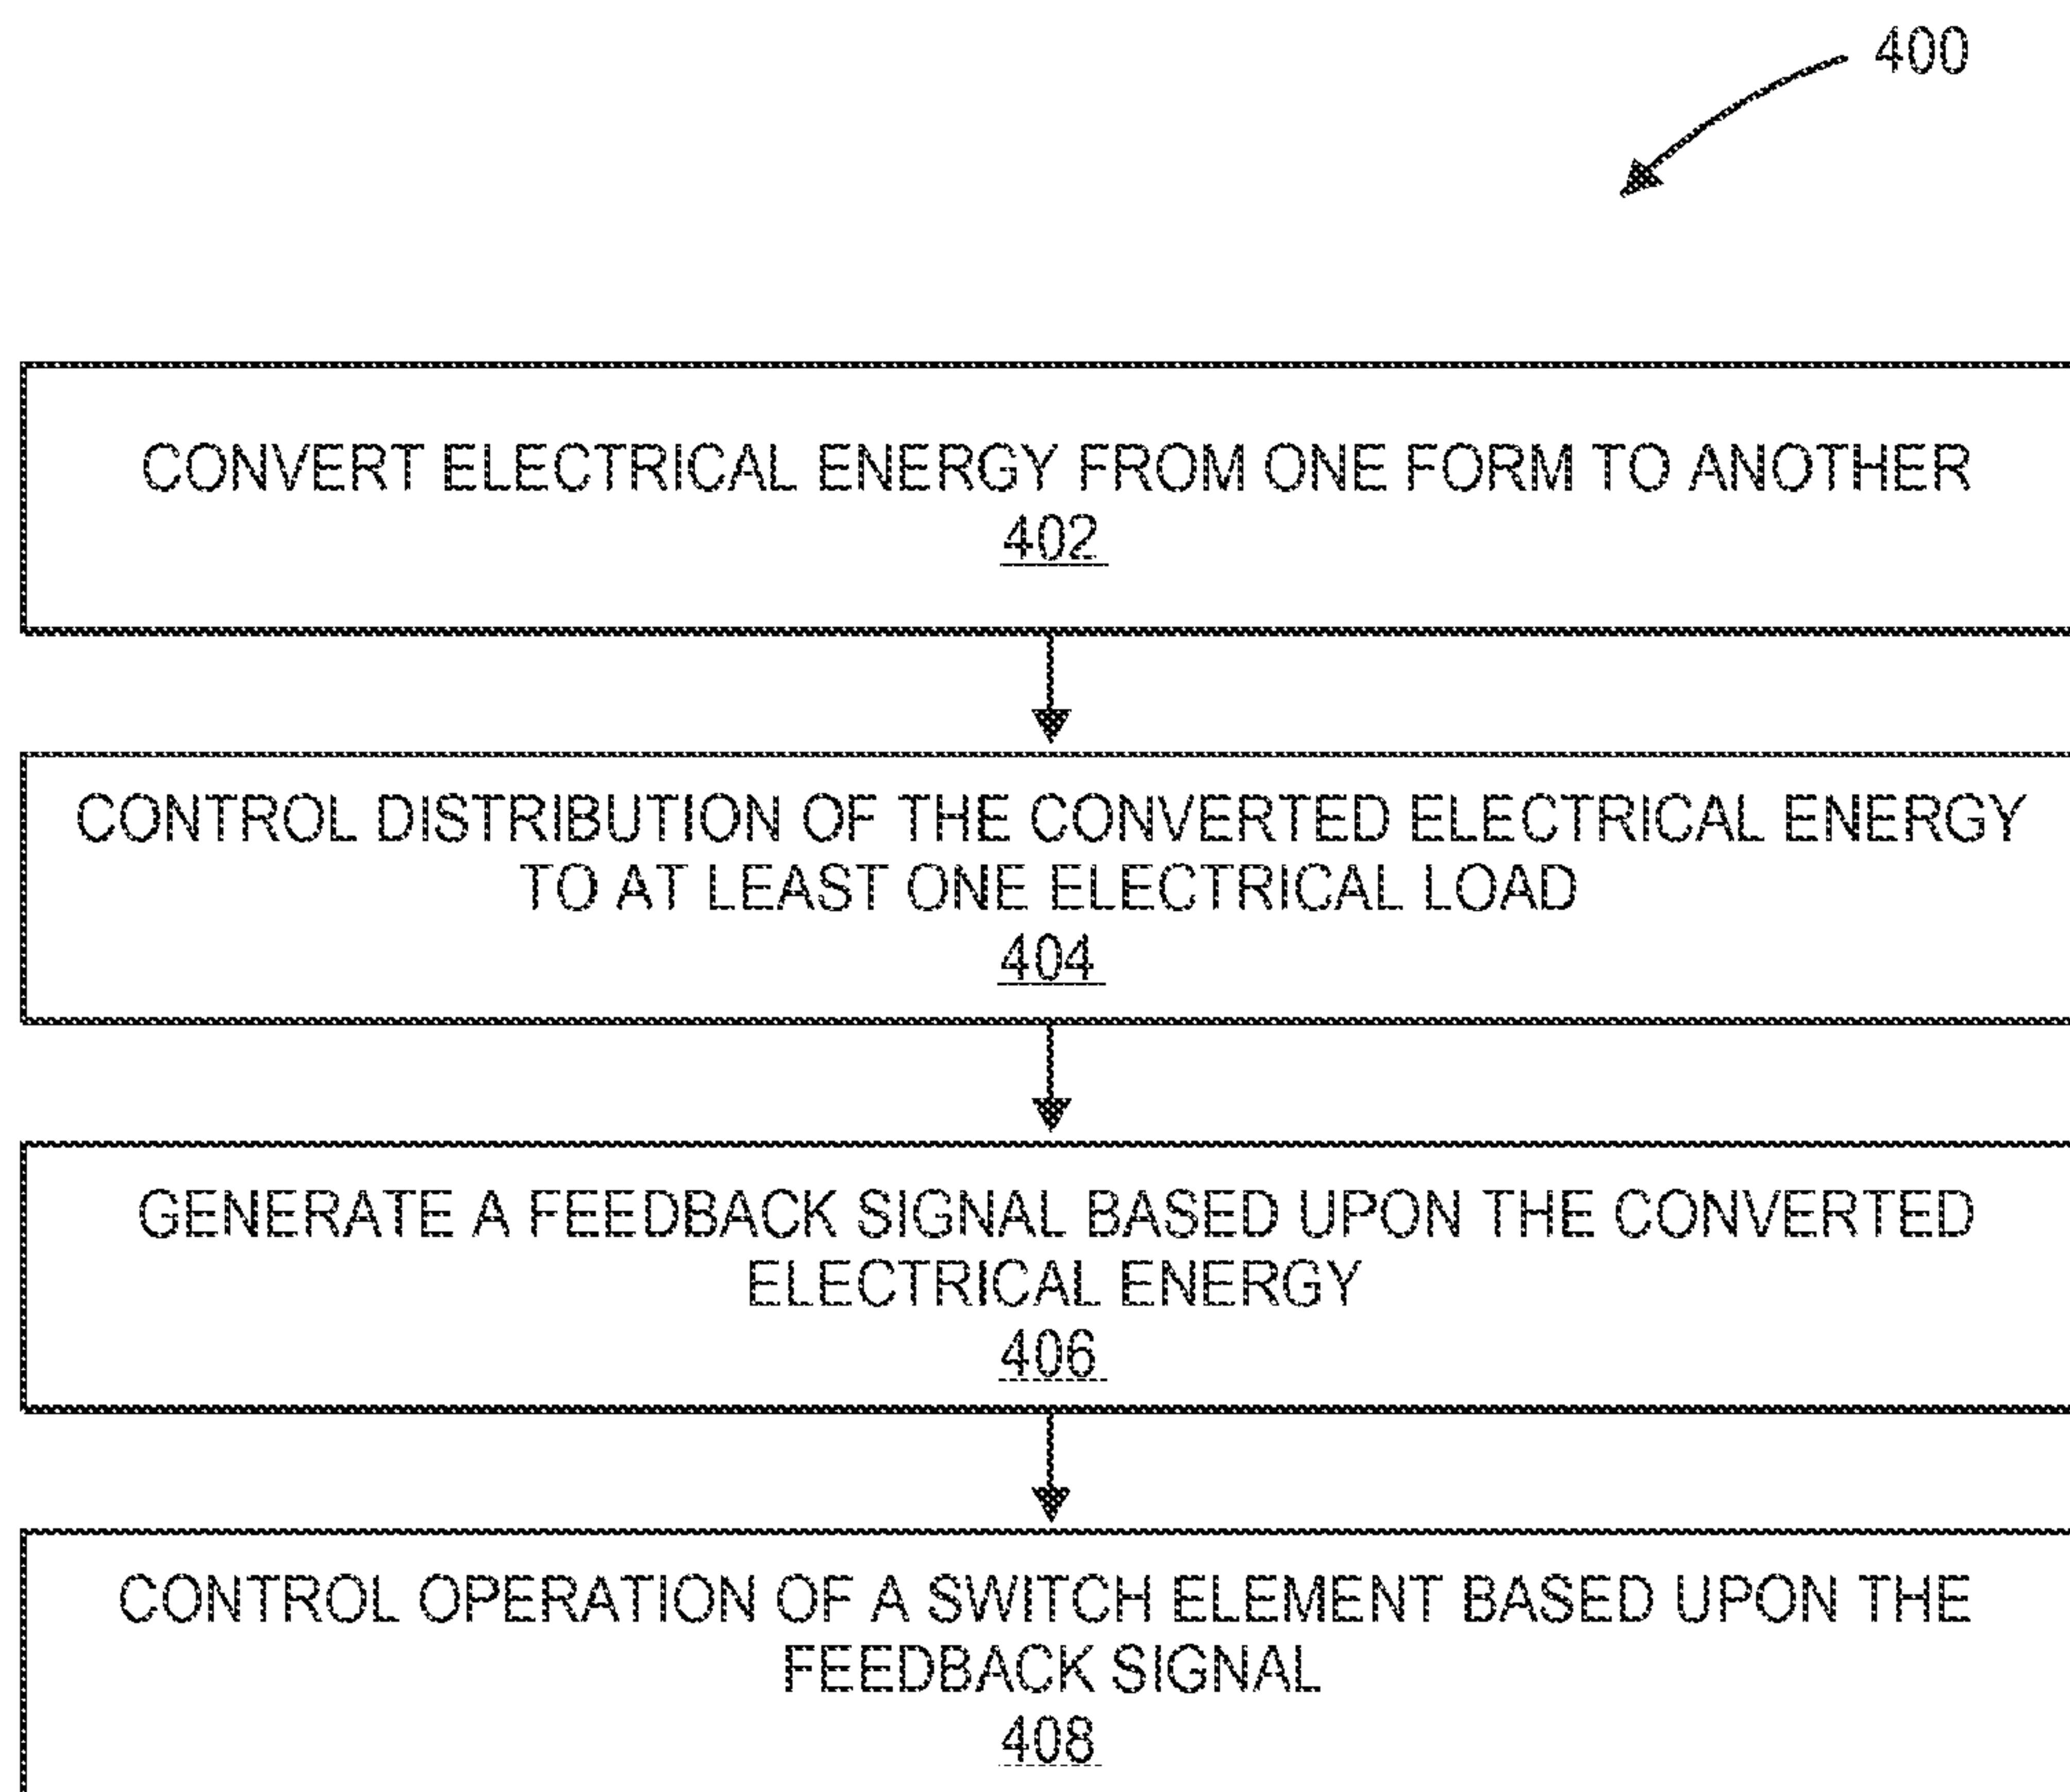 400
CONVERT ELECTRICAL ENERGY FROM ONE FORM TO ANOTHER
402
CONTROL DISTRIBUTION OF THE CONVERTED ELECTRICAL ENERGY
TO AT LEAST ONE ELECTRICAL LOAD
404
GENERATE A FEEDBACK SIGNAL BASED UPON THE CONVERTED
ELECTRICAL ENERGY
406
CONTROL OPERATION OF A SWITCH ELEMENT BASED UPON THE
FEEDBACK SIGNAL
408